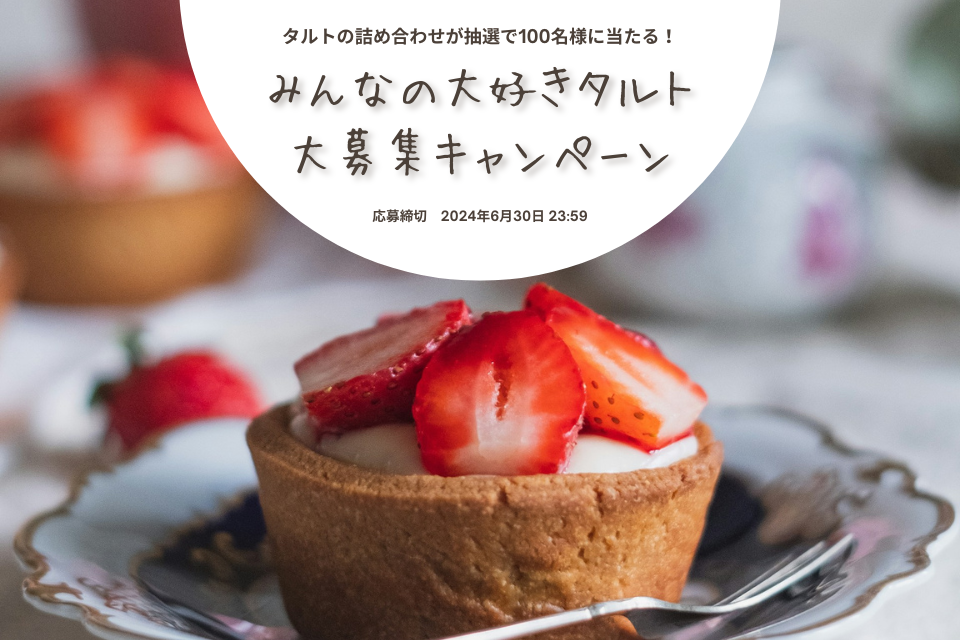 タルトの詰め合わせが抽選で100名様に当たる！
みんなの大好きタルト
大募集キャンペーン
応募締切　2024年6月30日 23:59